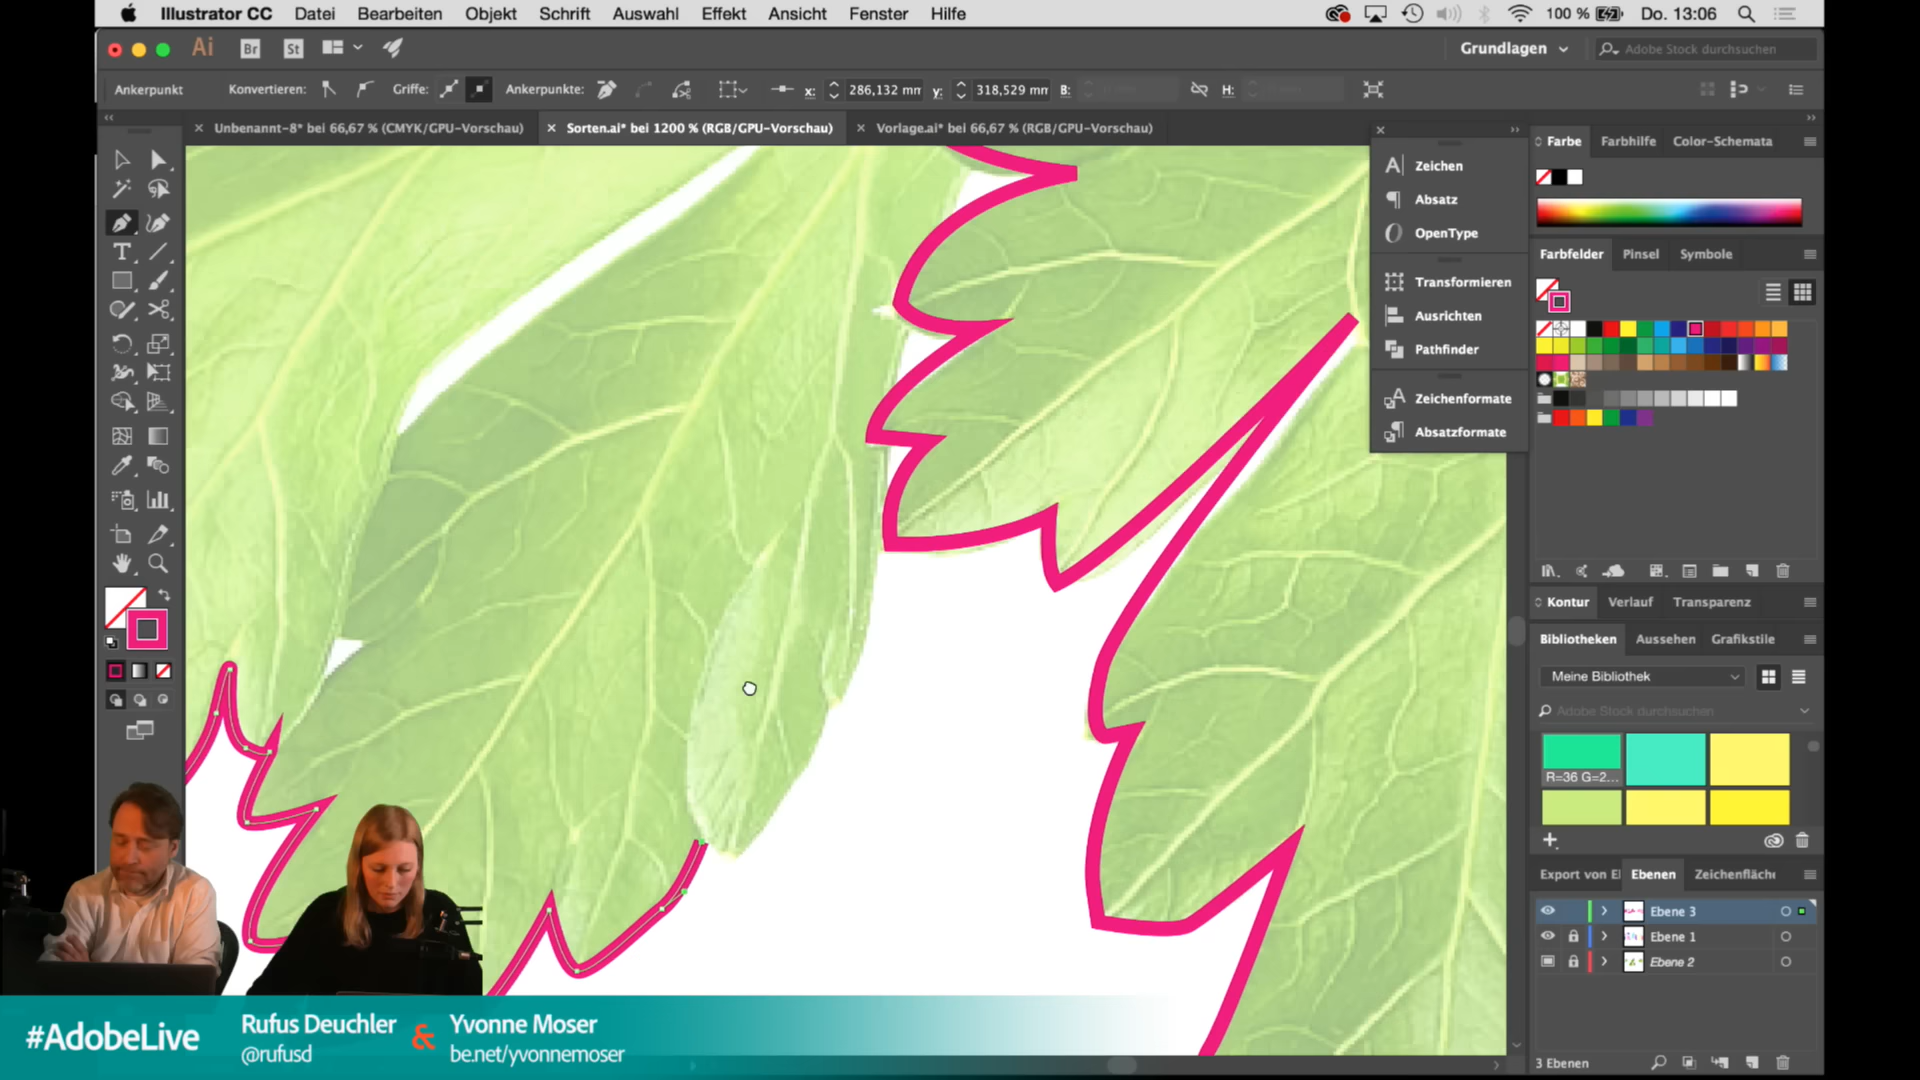 Illustrator CC Datei Bearbeiten Objekt Schrift Auswahl Effekt Ansicht Fenster Hilfe 100 % Do. 13:06
Ai Br St Grundlagen Adobe Stock durchsuchen
Ankerpunkt Konvertieren: Griffe: Ankerpunkte: x: 286,132 mm y: 318,529 mm B: H:
Unbenannt-8* bei 66,67 % (CMYK/GPU-Vorschau) Sorten.ai* bei 1200 % (RGB/GPU-Vorschau) Vorlage.ai* bei 66,67 % (RGB/GPU-Vorschau)
Zeichen
Absatz
OpenType
Transformieren
Ausrichten
Pathfinder
Zeichenformate
Absatzformate
Farbe Farbhilfe Color-Schemata
Farbfelder Pinsel Symbole
Kontur Verlauf Transparenz
Bibliotheken Aussehen Grafikstile
Meine Bibliothek
Adobe Stock durchsuchen
R=36 G=2...
Export von El Ebenen Zeichenfläche
Ebene 3
Ebene 1
Ebene 2
3 Ebenen
#AdobeLive
Rufus Deuchler & Yvonne Moser
@rufusd be.net/yvonnemoser